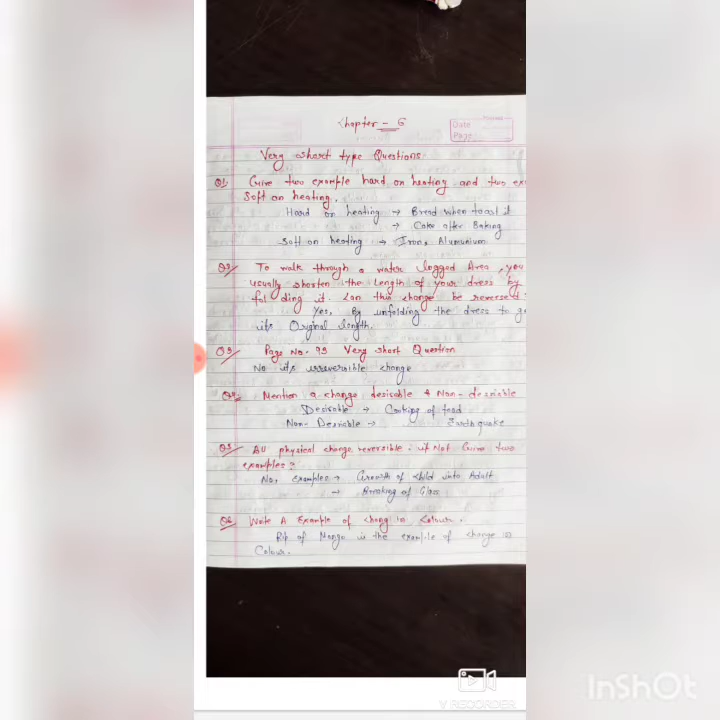 Chapter - 6
Date
Page
Very short type Questions
Q1 Give two example hard on heating and two ex
Soft on heating.
Hard on heating → Bread when toast it
→ Cake after Baking
Soft on heating → Iron, Alumunium
Q2 To walk through a water logged Area, you
usually shorten the Length of your dress by
folding it. Can this change be reversed
Yes, By unfolding the dress to g
its Original length.
Q3 Page No. 93 Very Short Question
No its irreversible change
Q4 Mention a change desirable & Non-desirable
Desirable → Cooking of food
Non-Desirable → Earthquake
Q5 All physical change reversible. if Not Give two
examples?
No, Examples → Growth of child into Adult
→ Breaking of Glass
Q6 Write A Example of Chang in Colour.
Rip of Mango is the example of change in
Colour.
V RECORDER
InShOt